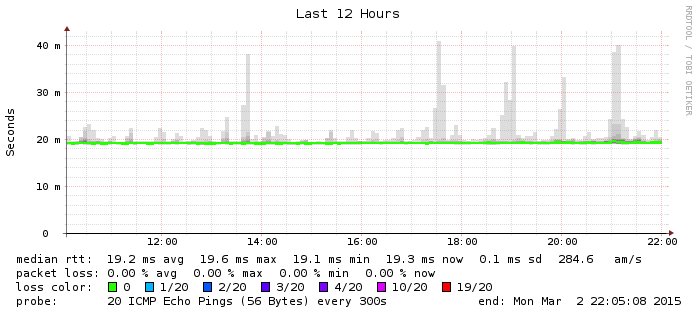 Last 12 Hours
RRDTOOL / TOBI OETIKER
Seconds
40 m
30 m
20 m
10 m
0
12:00 14:00 16:00 18:00 20:00 22:00
median rtt: 19.2 ms avg 19.6 ms max 19.1 ms min 19.3 ms now 0.1 ms sd 284.6 am/s
packet loss: 0.00 % avg 0.00 % max 0.00 % min 0.00 % now
loss color: 0 1/20 2/20 3/20 4/20 10/20 19/20
probe: 20 ICMP Echo Pings (56 Bytes) every 300s end: Mon Mar 2 22:05:08 2015